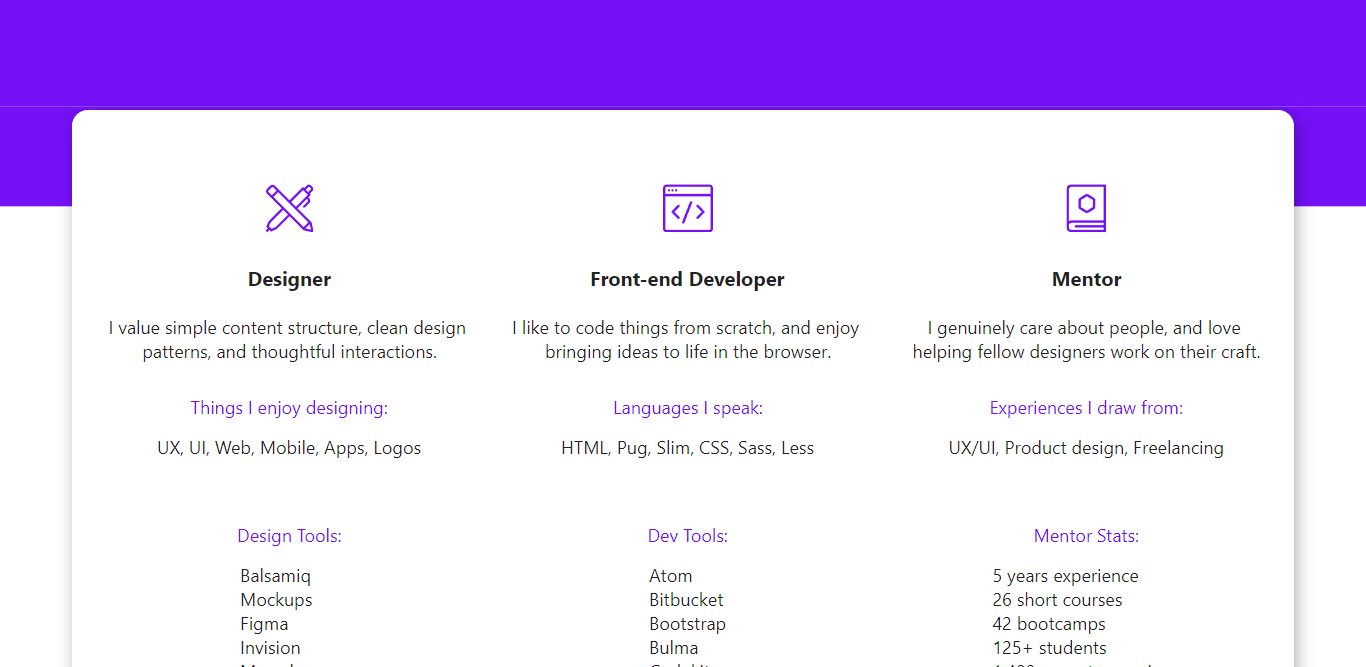 Designer
I value simple content structure, clean design
patterns, and thoughtful interactions.
Things I enjoy designing:
UX, UI, Web, Mobile, Apps, Logos
Design Tools:
Balsamiq
Mockups
Figma
Invision
Front-end Developer
I like to code things from scratch, and enjoy
bringing ideas to life in the browser.
Languages I speak:
HTML, Pug, Slim, CSS, Sass, Less
Dev Tools:
Atom
Bitbucket
Bootstrap
Bulma
Mentor
I genuinely care about people, and love
helping fellow designers work on their craft.
Experiences I draw from:
UX/UI, Product design, Freelancing
Mentor Stats:
5 years experience
26 short courses
42 bootcamps
125+ students